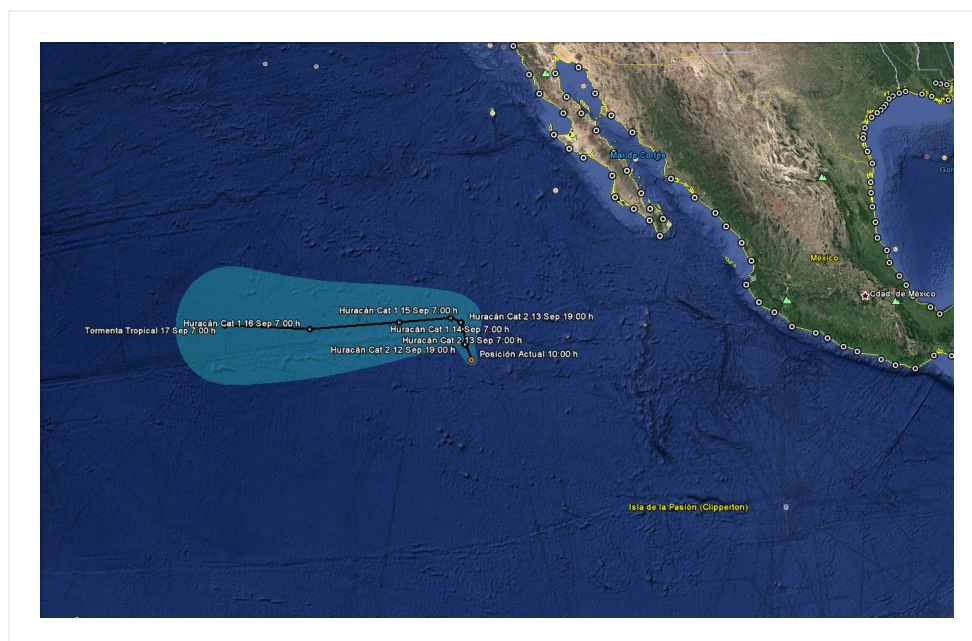 Mar de Cortés
Gol
México
Cdad. de México
Huracán Cat 1 15 Sep 7:00 h
Huracán Cat 2 13 Sep 19:00 h
Huracán Cat 1 16 Sep 7:00 h
Tormenta Tropical 17 Sep 7:00 h
Huracán Cat 1 14 Sep 7:00 h
Huracán Cat 2 13 Sep 7:00 h
Huracán Cat 2 12 Sep 19:00 h
Posición Actual 10:00 h
Isla de la Pasión (Clipperton)